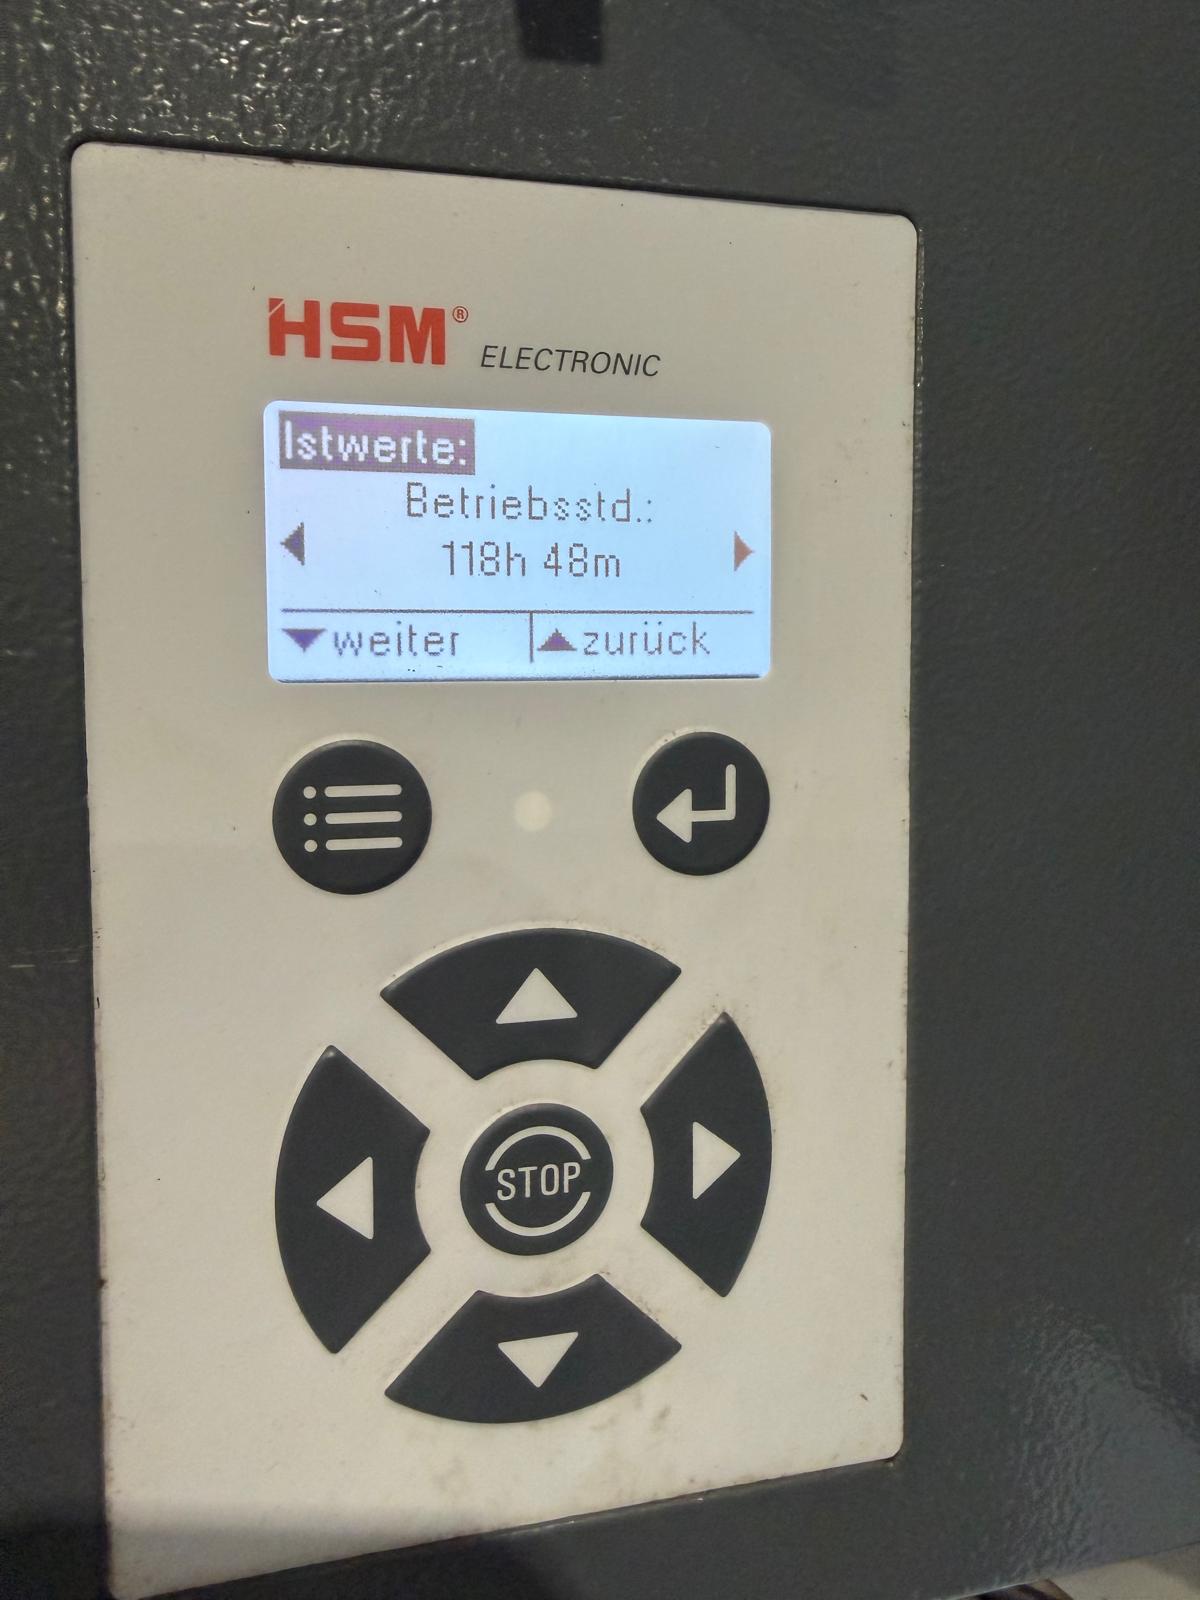 HSM® ELECTRONIC
Istwerte:
Betriebsstd.:
118h 48m
weiter zurück
STOP